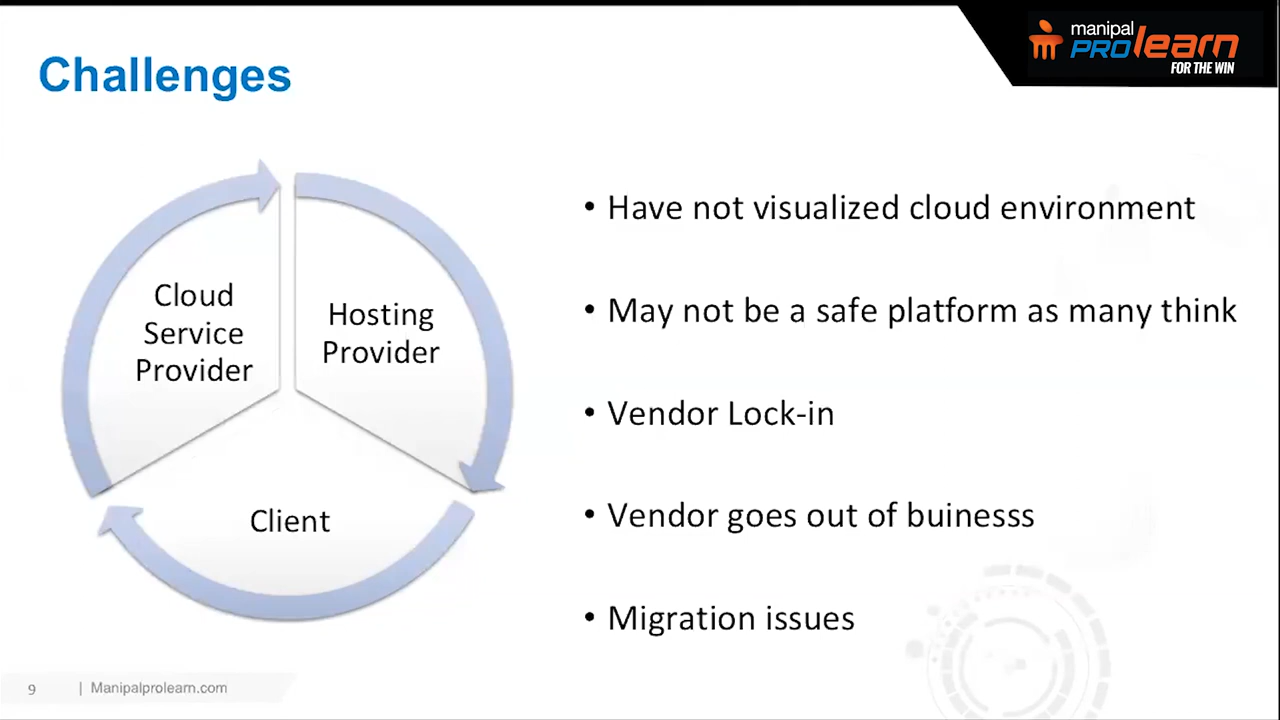 Challenges
manipal
PROlearn
FOR THE WIN
Cloud
Service
Provider
Hosting
Provider
Client
• Have not visualized cloud environment
• May not be a safe platform as many think
• Vendor Lock-in
• Vendor goes out of buinesss
• Migration issues
9 | Manipalprolearn.com